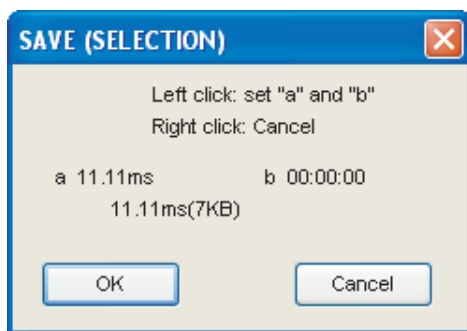 SAVE (SELECTION)
Left click: set "a" and "b"
Right click: Cancel
a 11.11ms b 00:00:00
11.11ms(7KB)
OK Cancel